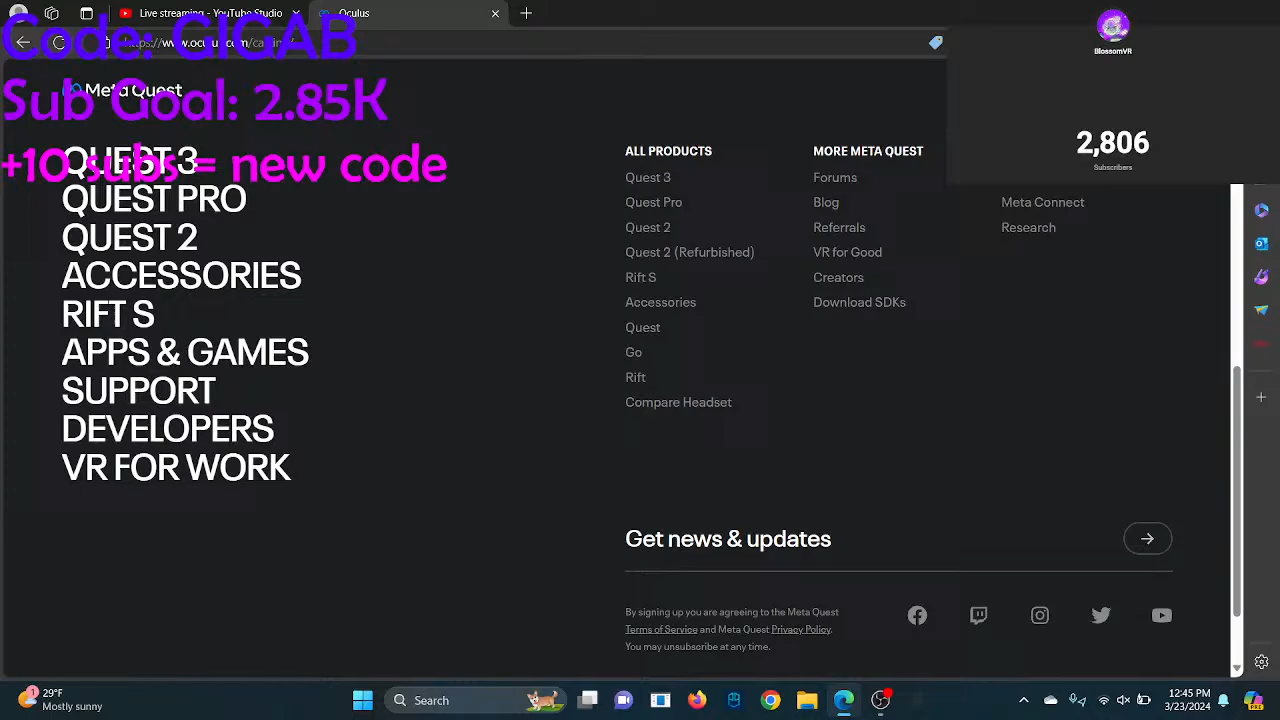 Live streaming - YouTube Studio
Oculus
Code: GIGAB
BlossomVR
Meta Quest
Sub Goal: 2.85K
2,806
Subscribers
+10 subs = new code
QUEST 3
QUEST PRO
QUEST 2
ACCESSORIES
RIFT S
APPS & GAMES
SUPPORT
DEVELOPERS
VR FOR WORK
ALL PRODUCTS
Quest 3
Quest Pro
Quest 2
Quest 2 (Refurbished)
Rift S
Accessories
Quest
Go
Rift
Compare Headset
MORE META QUEST
Forums
Blog
Referrals
VR for Good
Creators
Download SDKs
Meta Connect
Research
Get news & updates
By signing up you are agreeing to the Meta Quest
Terms of Service and Meta Quest Privacy Policy.
You may unsubscribe at any time.
1
29°F
Mostly sunny
Search
12:45 PM
3/23/2024